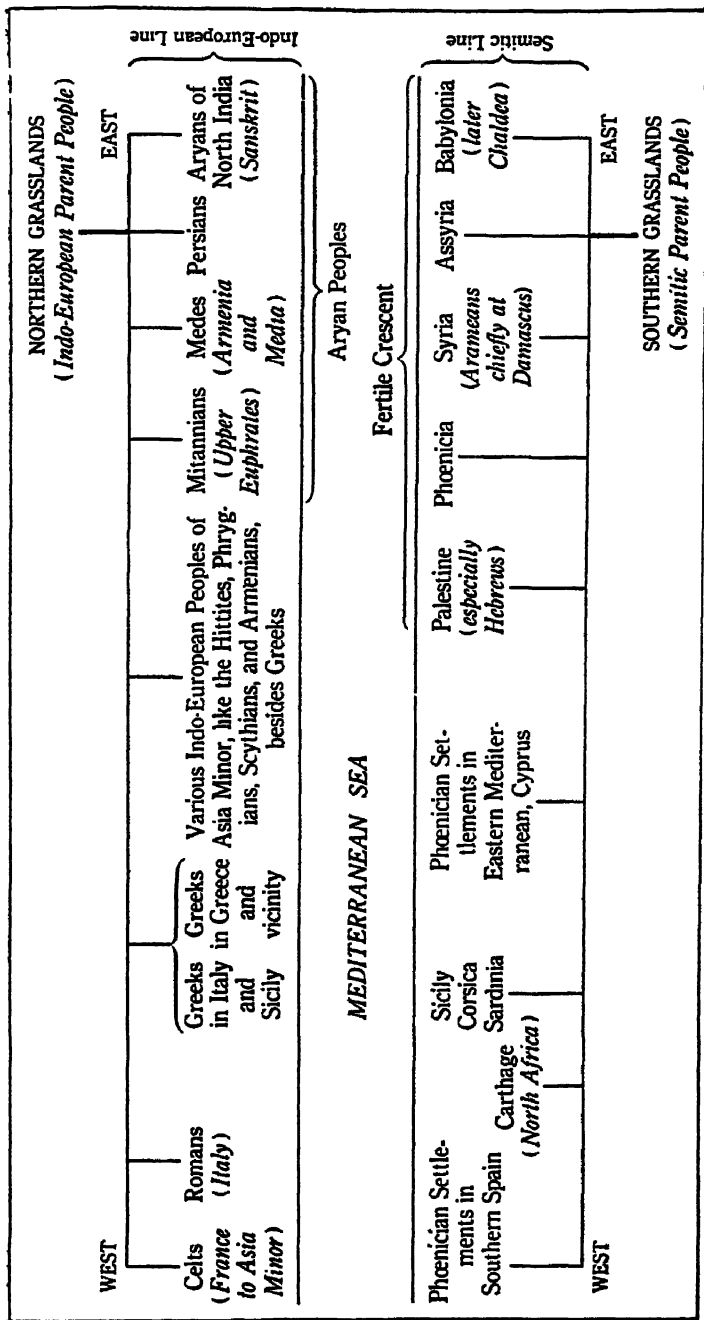 NORTHERN GRASSLANDS
(Indo-European Parent People)
WEST
EAST
Celts
(France
to Asia
Minor)
Romans
(Italy)
Greeks
in Italy
and
Sicily
Greeks
in Greece
and
vicinity
Various Indo-European Peoples of
Asia Minor, like the Hittites, Phryg-
ians, Scythians, and Armenians,
besides Greeks
Mitannians
(Upper
Euphrates)
Medes
(Armenia
and
Media)
Persians
Aryans of
North India
(Sanskrit)
Indo-European Line
Aryan Peoples
MEDITERRANEAN SEA
Fertile Crescent
Phœnician Settle-
ments in
Southern Spain
Carthage
(North Africa)
Sicily
Corsica
Sardinia
Phœnician Set-
tlements in
Eastern Mediter-
ranean, Cyprus
Palestine
(especially
Hebrews)
Phœnicia
Syria
(Arameans
chiefly at
Damascus)
Assyria
Babylonia
(later
Chaldea)
Semitic Line
WEST
EAST
SOUTHERN GRASSLANDS
(Semitic Parent People)